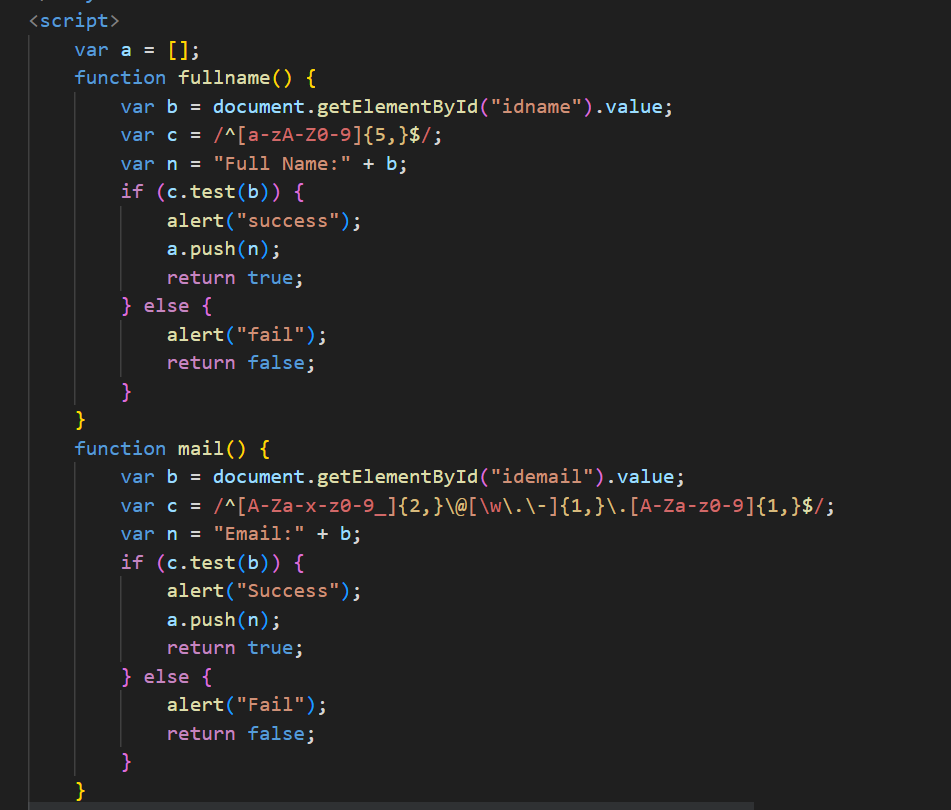 <script>
var a = [];
function fullname() {
var b = document.getElementById("idname").value;
var c = /^[a-zA-Z0-9]{5,}$/;
var n = "Full Name:" + b;
if (c.test(b)) {
alert("success");
a.push(n);
return true;
} else {
alert("fail");
return false;
}
}
function mail() {
var b = document.getElementById("idemail").value;
var c = /^[A-Za-x-z0-9_]{2,}\@[\w\.\-]{1,}\.[A-Za-z0-9]{1,}$/;
var n = "Email:" + b;
if (c.test(b)) {
alert("Success");
a.push(n);
return true;
} else {
alert("Fail");
return false;
}
}